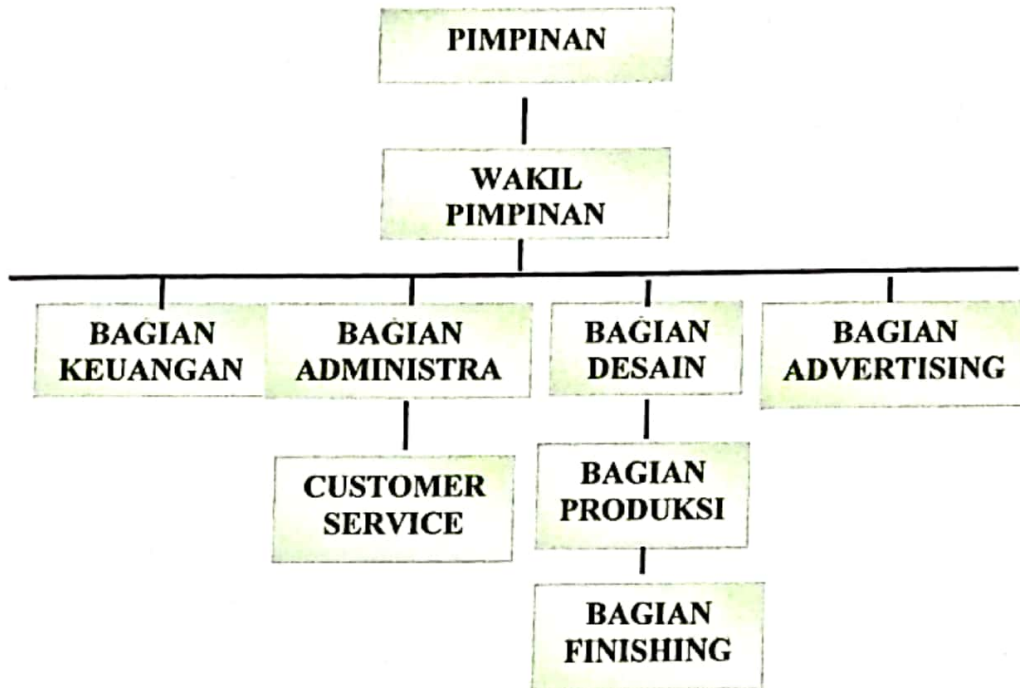 PIMPINAN
WAKIL
PIMPINAN
BAGIAN
KEUANGAN
BAGIAN
ADMINISTRA
BAGIAN
DESAIN
BAGIAN
ADVERTISING
CUSTOMER
SERVICE
BAGIAN
PRODUKSI
BAGIAN
FINISHING